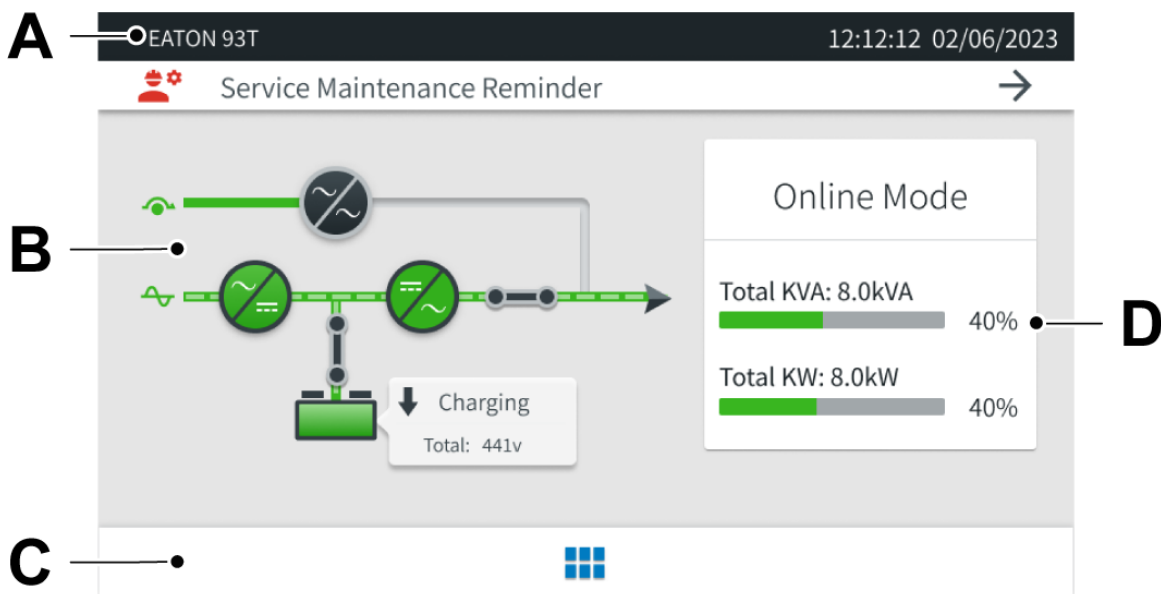 A
EATON 93T
12:12:12 02/06/2023
Service Maintenance Reminder
B
Online Mode
Total KVA: 8.0kVA
40%
D
Total KW: 8.0kW
40%
Charging
Total: 441v
C